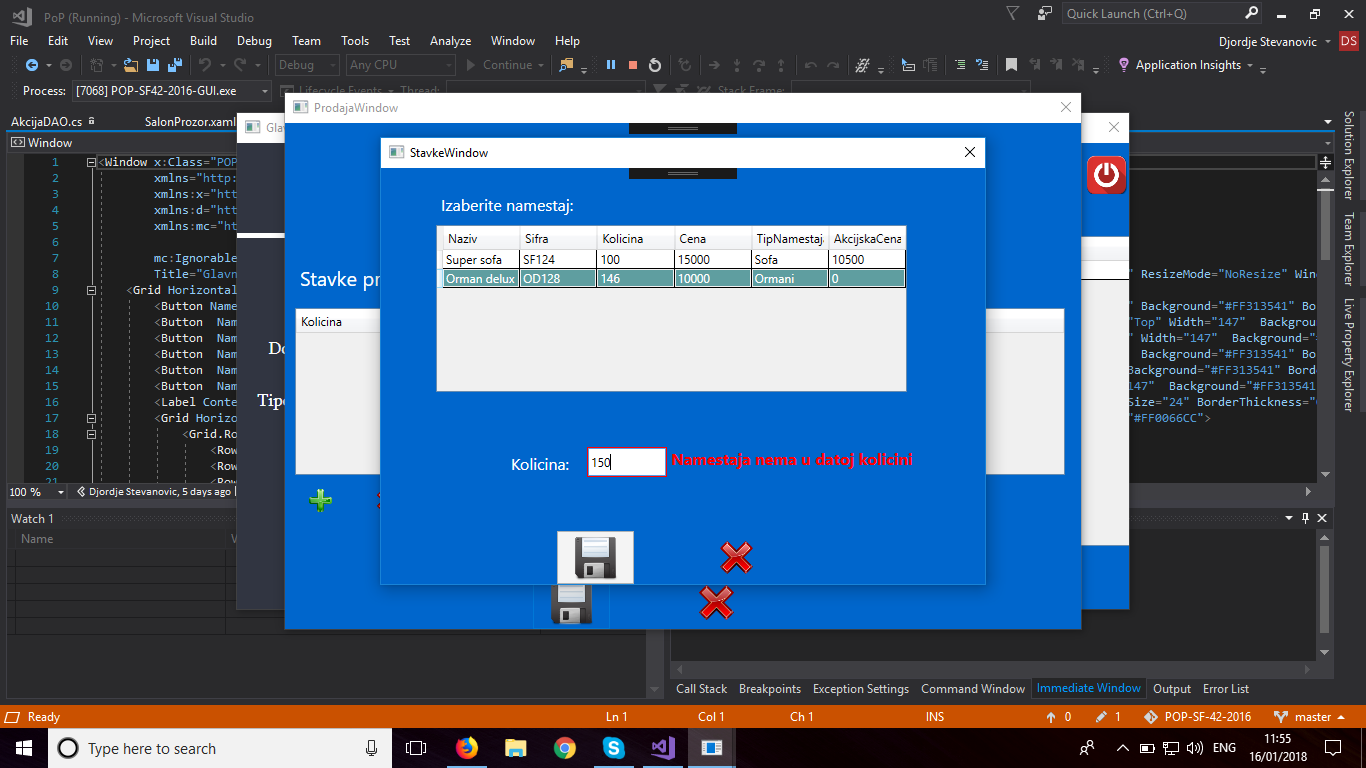 PoP (Running) - Microsoft Visual Studio
Quick Launch (Ctrl+Q)
File Edit View Project Build Debug Team Tools Test Analyze Window Help
Djordje Stevanovic DS
Debug Any CPU Continue Application Insights
Process: [7068] POP-SF42-2016-GUI.exe Lifecycle Events Thread: Stack Frame:
ProdajaWindow
AkcijaDAO.cs SalonProzor.xaml
Window
StavkeWindow
1 <Window x:Class="POP
2 xmlns="http:
3 xmlns:x="htt
4 xmlns:d="htt
5 xmlns:mc="ht
6
7 mc:Ignorable
8 Title="Glavn
" ResizeMode="NoResize" Win
9 <Grid Horizontal
10 <Button Name
" Background="#FF313541" Bo
11 <Button Nam
"Top" Width="147" Backgrou
12 <Button Nam
" Width="147" Background="#
13 <Button Nam
Background="#FF313541" Bor
14 <Button Nam
Background="#FF313541" Bord
15 <Button Nam
147" Background="#FF313541
16 <Label Conte
Size="24" BorderThickness="
17 <Grid Horizo
"#FF0066CC">
18 <Grid.Ro
19 <Row
20 <Row
21 <Row
Izaberite namestaj:
Naziv Sifra Kolicina Cena TipNamestaj AkcijskaCena
Super sofa SF124 100 15000 Sofa 10500
Orman delux OD128 146 10000 Ormani 0
Stavke pr
Kolicina
Kolicina: 150 Namestaja nema u datoj kolicini
Solution Explorer
Team Explorer
Live Property Explorer
100 % Djordje Stevanovic, 5 days ago
Watch 1
Name
Call Stack Breakpoints Exception Settings Command Window Immediate Window Output Error List
Ready Ln 1 Col 1 Ch 1 INS 0 1 POP-SF-42-2016 master
Type here to search
ENG
11:55
16/01/2018